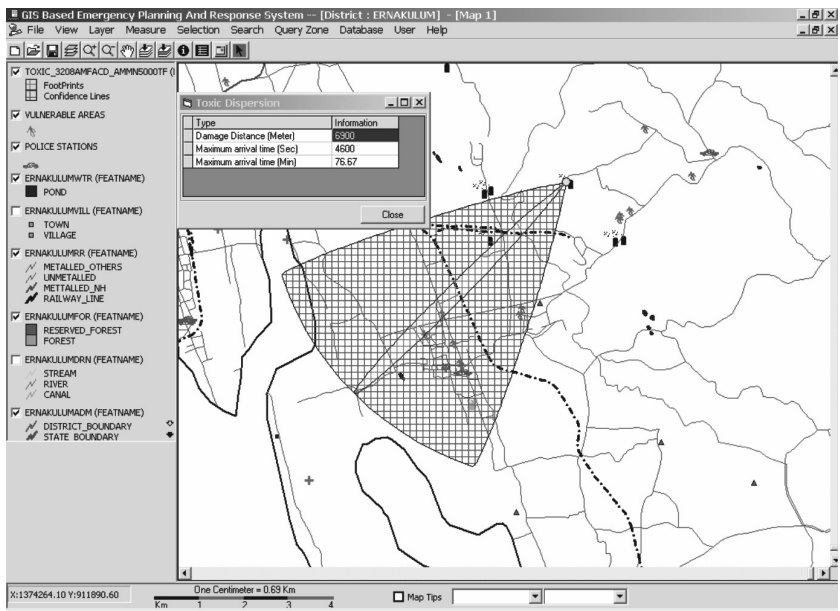 GIS Based Emergency Planning And Response System -- [District : ERNAKULUM] - [Map 1]
File View Layer Measure Selection Search Query Zone Database User Help
TOXIC_3208AMFACD_AMMN5000TF (
FootPrints
Confidence Lines
VULNERABLE AREAS
POLICE STATIONS
ERNAKULUMWTR (FEATNAME)
POND
ERNAKULUMVILL (FEATNAME)
TOWN
VILLAGE
ERNAKULUMRR (FEATNAME)
METALLED_OTHERS
UNMETALLED
METTALLED_NH
RAILWAY_LINE
ERNAKULUMFOR (FEATNAME)
RESERVED_FOREST
FOREST
ERNAKULUMDRN (FEATNAME)
STREAM
RIVER
CANAL
ERNAKULUMADM (FEATNAME)
DISTRICT_BOUNDARY
STATE_BOUNDARY
Toxic Dispersion
Type Information
Damage Distance (Meter) 6900
Maximum arrival time (Sec) 4600
Maximum arrival time (Min) 76.67
Close
X:1374264.10 Y:911890.60
One Centimeter = 0.69 Km
Km 1 2 3 4
Map Tips